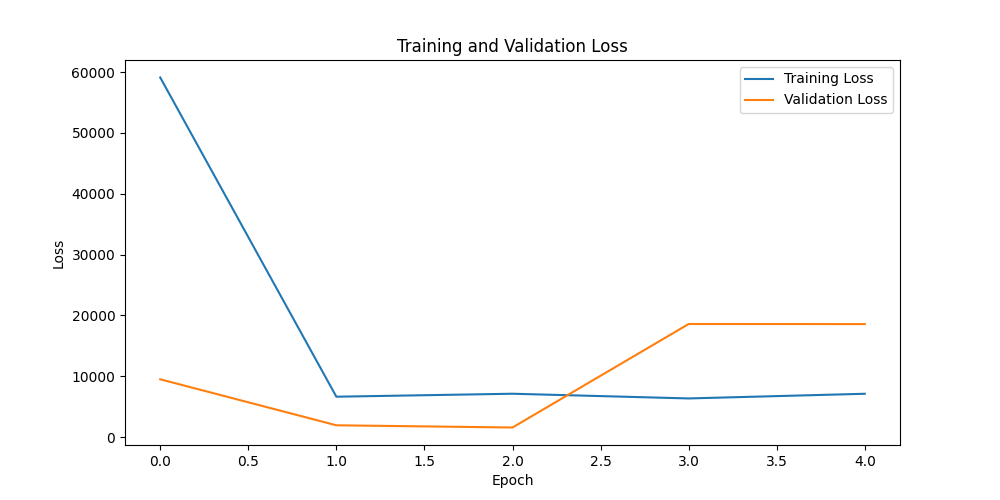 Training and Validation Loss
Training Loss
Validation Loss
60000
50000
40000
30000
20000
10000
0
Loss
0.0 0.5 1.0 1.5 2.0 2.5 3.0 3.5 4.0
Epoch